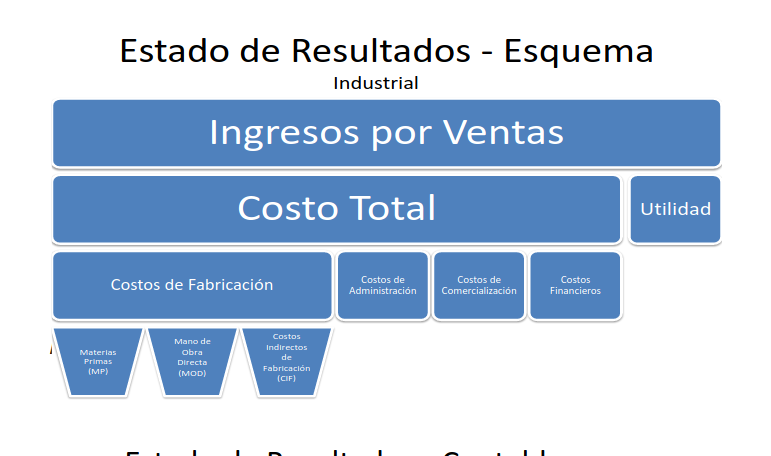 Estado de Resultados - Esquema
Industrial
Ingresos por Ventas
Costo Total
Utilidad
Costos de Fabricación
Costos de
Administración
Costos de
Comercialización
Costos
Financieros
Materias
Primas
(MP)
Mano de
Obra
Directa
(MOD)
Costos
Indirectos
de
Fabricación
(CIF)